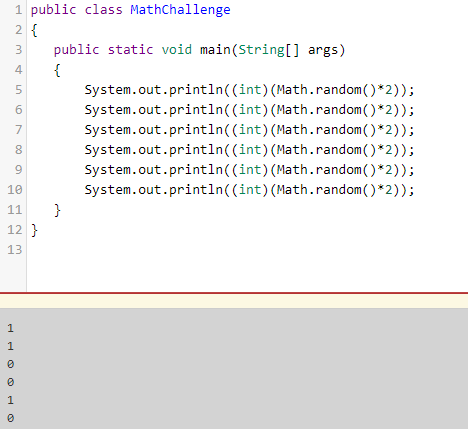 1 public class MathChallenge
2 {
3    public static void main(String[] args)
4    {
5        System.out.println((int)(Math.random()*2));
6        System.out.println((int)(Math.random()*2));
7        System.out.println((int)(Math.random()*2));
8        System.out.println((int)(Math.random()*2));
9        System.out.println((int)(Math.random()*2));
10        System.out.println((int)(Math.random()*2));
11    }
12 }
13
1
1
0
0
1
0